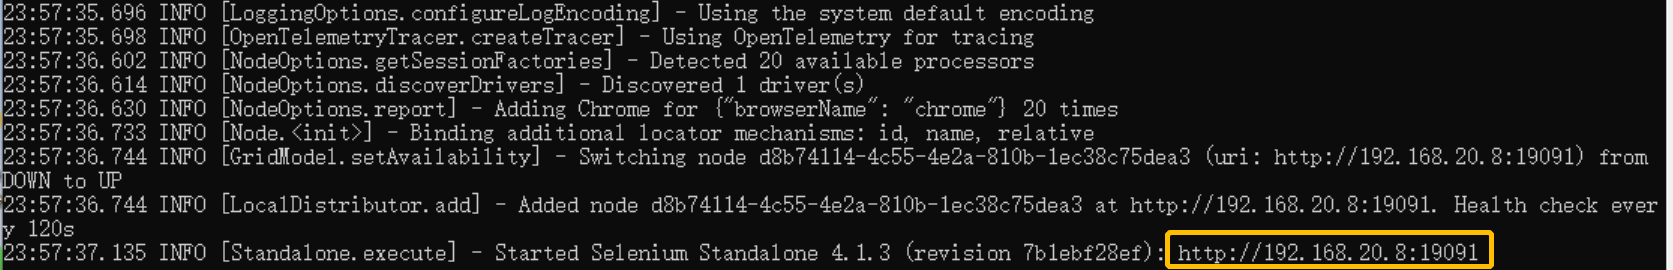 23:57:35.696 INFO [LoggingOptions.configureLogEncoding] - Using the system default encoding
23:57:35.698 INFO [OpenTelemetryTracer.createTracer] - Using OpenTelemetry for tracing
23:57:36.602 INFO [NodeOptions.getSessionFactories] - Detected 20 available processors
23:57:36.614 INFO [NodeOptions.discoverDrivers] - Discovered 1 driver(s)
23:57:36.630 INFO [NodeOptions.report] - Adding Chrome for {"browserName": "chrome"} 20 times
23:57:36.733 INFO [Node.<init>] - Binding additional locator mechanisms: id, name, relative
23:57:36.744 INFO [GridModel.setAvailability] - Switching node d8b74114-4c55-4e2a-810b-1ec38c75dea3 (uri: http://192.168.20.8:19091) from
DOWN to UP
23:57:36.744 INFO [LocalDistributor.add] - Added node d8b74114-4c55-4e2a-810b-1ec38c75dea3 at http://192.168.20.8:19091. Health check ever
y 120s
23:57:37.135 INFO [Standalone.execute] - Started Selenium Standalone 4.1.3 (revision 7b1ebf28ef): http://192.168.20.8:19091